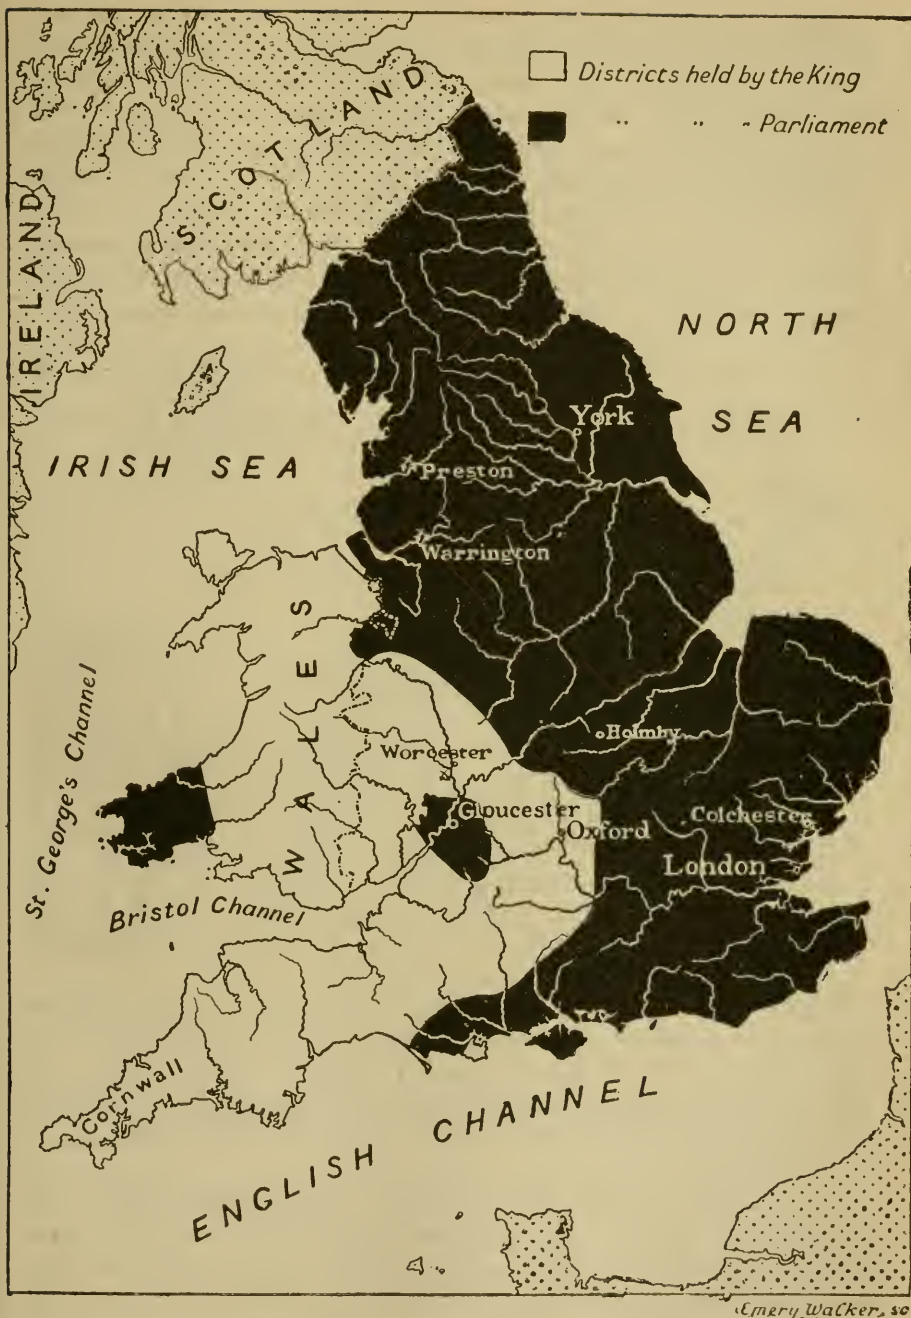 Districts held by the King
" " " Parliament
SCOTLAND
IRELAND
NORTH
SEA
York
IRISH SEA
Preston
Warrington
WALES
St. George's Channel
Holmby
Worcester
Gloucester
Colchester
Oxford
London
Bristol Channel
Cornwall
ENGLISH CHANNEL
Emery Walker, sc